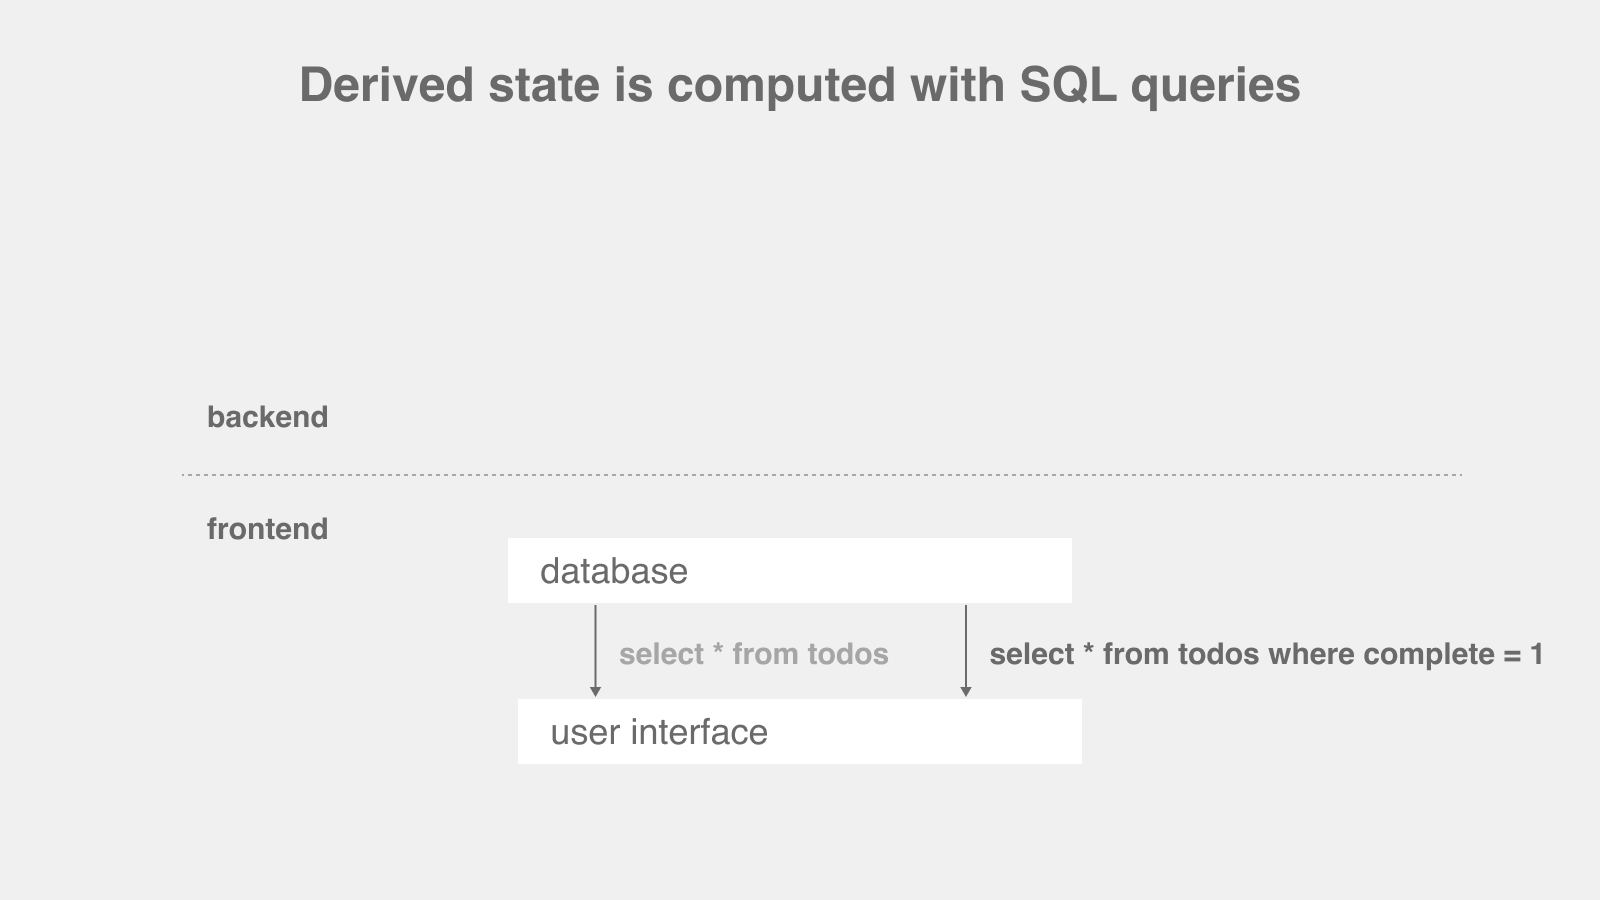 Derived state is computed with SQL queries
backend
frontend
database
select * from todos
select * from todos where complete = 1
user interface